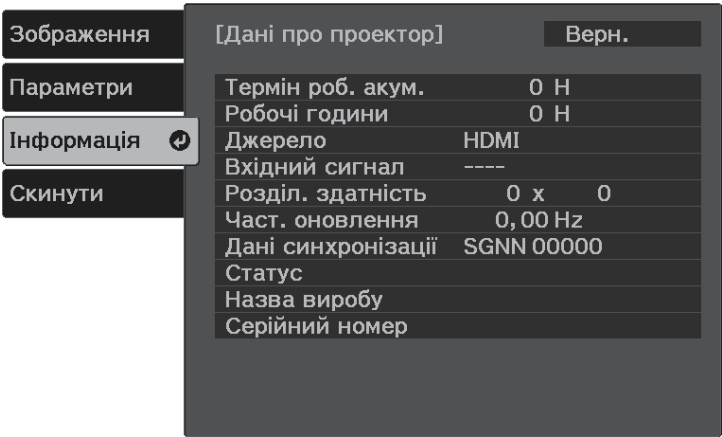 Зображення
Параметри
Інформація
Скинути
[Дані про проектор] Верн.
Термін роб. акум. 0 H
Робочі години 0 H
Джерело HDMI
Вхідний сигнал ----
Розділ. здатність 0 x 0
Част. оновлення 0,00 Hz
Дані синхронізації SGNN 00000
Статус
Назва виробу
Серійний номер